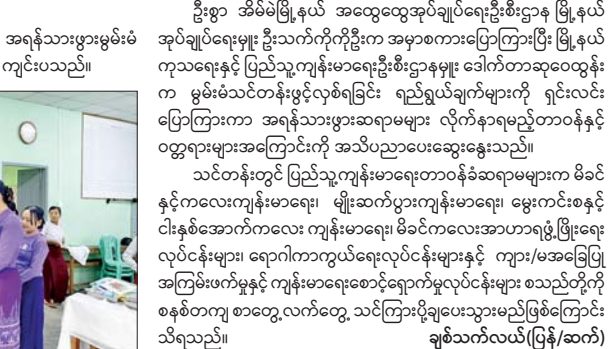 အရန်သားဖွားမွမ်းမံ
ကျင်းပသည်။
ဦးစွာ အိမ်မဲမြို့နယ် အထွေထွေအုပ်ချုပ်ရေးဦးစီးဌာန မြို့နယ်
အုပ်ချုပ်ရေးမှူး ဦးသက်ကိုကိုဦးက အမှာစကားပြောကြားပြီး မြို့နယ်
ကုသရေးနှင့် ပြည်သူ့ကျန်းမာရေးဦးစီးဌာနမှူး ဒေါက်တာဆုဝေထွန်း
က မွမ်းမံသင်တန်းဖွင့်လှစ်ရခြင်း ရည်ရွယ်ချက်များကို ရှင်းလင်း
ပြောကြားကာ အရန်သားဖွားဆရာမများ လိုက်နာရမည့်တာဝန်နှင့်
ဝတ္တရားများအကြောင်းကို အသိပညာပေးဆွေးနွေးသည်။
သင်တန်းတွင် ပြည်သူ့ကျန်းမာရေးတာဝန်ခံဆရာမများက မိခင်
နှင့်ကလေးကျန်းမာရေး၊ မျိုးဆက်ပွားကျန်းမာရေး၊ မွေးကင်းစနှင့်
ငါးနှစ်အောက်ကလေး ကျန်းမာရေး၊ မိခင်ကလေးအာဟာရဖွံ့ဖြိုးရေး
လုပ်ငန်းများ၊ ရောဂါကာကွယ်ရေးလုပ်ငန်းများနှင့် ကျား/မအခြေပြု
အကြမ်းဖက်မှုနှင့် ကျန်းမာရေးစောင့်ရှောက်မှုလုပ်ငန်းများ စသည်တို့ကို
စနစ်တကျ စာတွေ့လက်တွေ့ သင်ကြားပို့ချပေးသွားမည်ဖြစ်ကြောင်း
သိရသည်။ ချစ်သက်လယ်(ပြန်/ဆက်)